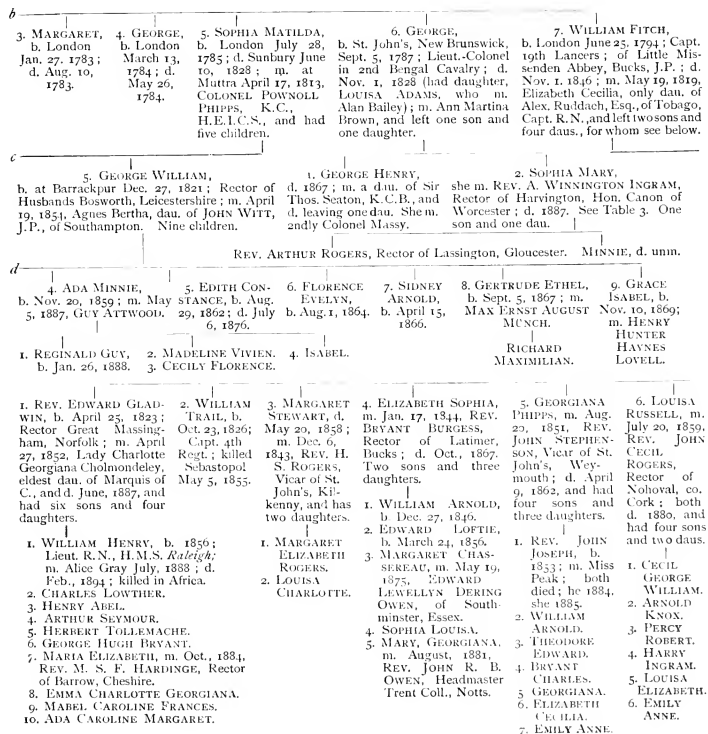 b
3. MARGARET,
b. London
Jan. 27. 1783;
d. Aug. 10,
1783.
4. GEORGE,
b. London
March 13,
1784; d.
May 26,
1784.
5. SOPHIA MATILDA,
b. London July 28,
1785; d. Sunbury June
10, 1828; m. at
Muttra April 17, 1813,
COLONEL POWNOLL
PHIPPS, K.C.,
H.E.I.C.S., and had
five children.
6. GEORGE,
b. St. John's, New Brunswick,
Sept. 5, 1787; Lieut.-Colonel
in 2nd Bengal Cavalry; d.
Nov. 1, 1828 (had daughter,
LOUISA ADAMS, who m.
Alan Bailey); m. Ann Martina
Brown, and left one son and
one daughter.
7. WILLIAM FITCH,
b. London June 25, 1794; Capt.
19th Lancers; of Little Mis-
senden Abbey, Bucks, J.P.; d.
Nov. 1. 1846; m. May 19, 1819,
Elizabeth Cecilia, only dau. of
Alex. Ruddach, Esq., of Tobago,
Capt. R.N., and left two sons and
four daus., for whom see below.
c
5. GEORGE WILLIAM,
b. at Barrackpur Dec. 27, 1821; Rector of
Husbands Bosworth, Leicestershire; m. April
19, 1854, Agnes Bertha, dau. of JOHN WITT,
J.P., of Southampton. Nine children.
1. GEORGE HENRY,
d. 1867; m. a dau. of Sir
Thos. Seaton, K.C.B., and
d. leaving one dau. She m.
2ndly Colonel Massy.
2. SOPHIA MARY,
she m. REV. A. WINNINGTON INGRAM,
Rector of Harvington, Hon. Canon of
Worcester; d. 1887. See Table 3. One
son and one dau.
REV. ARTHUR ROGERS, Rector of Lassington, Gloucester. MINNIE, d. unm.
d
4. ADA MINNIE,
b. Nov. 20, 1859; m. May
5, 1887, GUY ATTWOOD.
5. EDITH CON-
STANCE, b. Aug.
29, 1862; d. July
6, 1876.
6. FLORENCE
EVELYN,
b. Aug. 1, 1864.
7. SIDNEY
ARNOLD,
b. April 15,
1866.
8. GERTRUDE ETHEL,
b. Sept. 5, 1867; m.
MAX ERNST AUGUST
MÜNCH.
9. GRACE
ISABEL, b.
Nov. 10, 1869;
m. HENRY
HUNTER
HAYNES
LOVELL.
1. REGINALD GUY,
b. Jan. 26, 1888.
2. MADELINE VIVIEN.
3. CECILY FLORENCE.
4. ISABEL.
RICHARD
MAXIMILIAN.
1. REV. EDWARD GLAD-
WIN, b. April 25, 1823;
Rector Great Massing-
ham, Norfolk; m. April
27, 1852, Lady Charlotte
Georgiana Cholmondeley,
eldest dau. of Marquis of
C., and d. June, 1887, and
had six sons and four
daughters.
2. WILLIAM
TRAIL, b.
Oct. 23, 1826;
Capt. 4th
Regt.; killed
Sebastopol
May 5, 1855.
3. MARGARET
STEWART, d.
May 20, 1858;
m. Dec. 6,
1843, REV. H.
S. ROGERS,
Vicar of St.
John's, Kil-
kenny, and has
two daughters.
4. ELIZABETH SOPHIA,
m. Jan. 17, 1844, REV.
BRYANT BURGESS,
Rector of Latimer,
Bucks; d. Oct., 1867.
Two sons and three
daughters.
5. GEORGIANA
PHIPPS, m. Aug.
20, 1851, REV.
JOHN STEPHEN-
SON, Vicar of St.
John's, Wey-
mouth; d. April
9, 1862, and had
four sons and
three daughters.
6. LOUISA
RUSSELL, m.
July 20, 1859,
REV. JOHN
CECIL
ROGERS,
Rector of
Nohoval, co.
Cork; both
d. 1880, and
had four sons
and two daus.
1. WILLIAM HENRY, b. 1856;
Lieut. R.N., H.M.S. Raleigh;
m. Alice Gray July, 1888; d.
Feb., 1894; killed in Africa.
2. CHARLES LOWTHER.
3. HENRY ABEL.
4. ARTHUR SEYMOUR.
5. HERBERT TOLLEMACHE.
6. GEORGE HUGH BRYANT.
7. MARIA ELIZABETH, m. Oct., 1884,
REV. M. S. F. HARDINGE, Rector
of Barrow, Cheshire.
8. EMMA CHARLOTTE GEORGIANA.
9. MABEL CAROLINE FRANCES.
10. ADA CAROLINE MARGARET.
1. MARGARET
ELIZABETH
ROGERS.
2. LOUISA
CHARLOTTE.
1. WILLIAM ARNOLD,
b Dec. 27, 1846.
2. EDWARD LOFTIE,
b. March 24, 1856.
3. MARGARET CHAS-
SEREAU, m. May 19,
1875, EDWARD
LEWELLYN DERING
OWEN, of South-
minster, Essex.
4. SOPHIA LOUISA.
5. MARY, GEORGIANA,
m. August, 1881,
REV. JOHN R. B.
OWEN, Headmaster
Trent Coll., Notts.
1. REV. JOHN
JOSEPH, b.
1853; m. Miss
Peak; both
died; he 1884,
she 1885.
2. WILLIAM
ARNOLD.
3. THEODORE
EDWARD.
4. BRYANT
CHARLES.
5 GEORGIANA.
6. ELIZABETH
CECILIA.
7. EMILY ANNE.
1. CECIL
GEORGE
WILLIAM.
2. ARNOLD
KNOX.
3. PERCY
ROBERT.
4. HARRY
INGRAM.
5. LOUISA
ELIZABETH.
6. EMILY
ANNE.